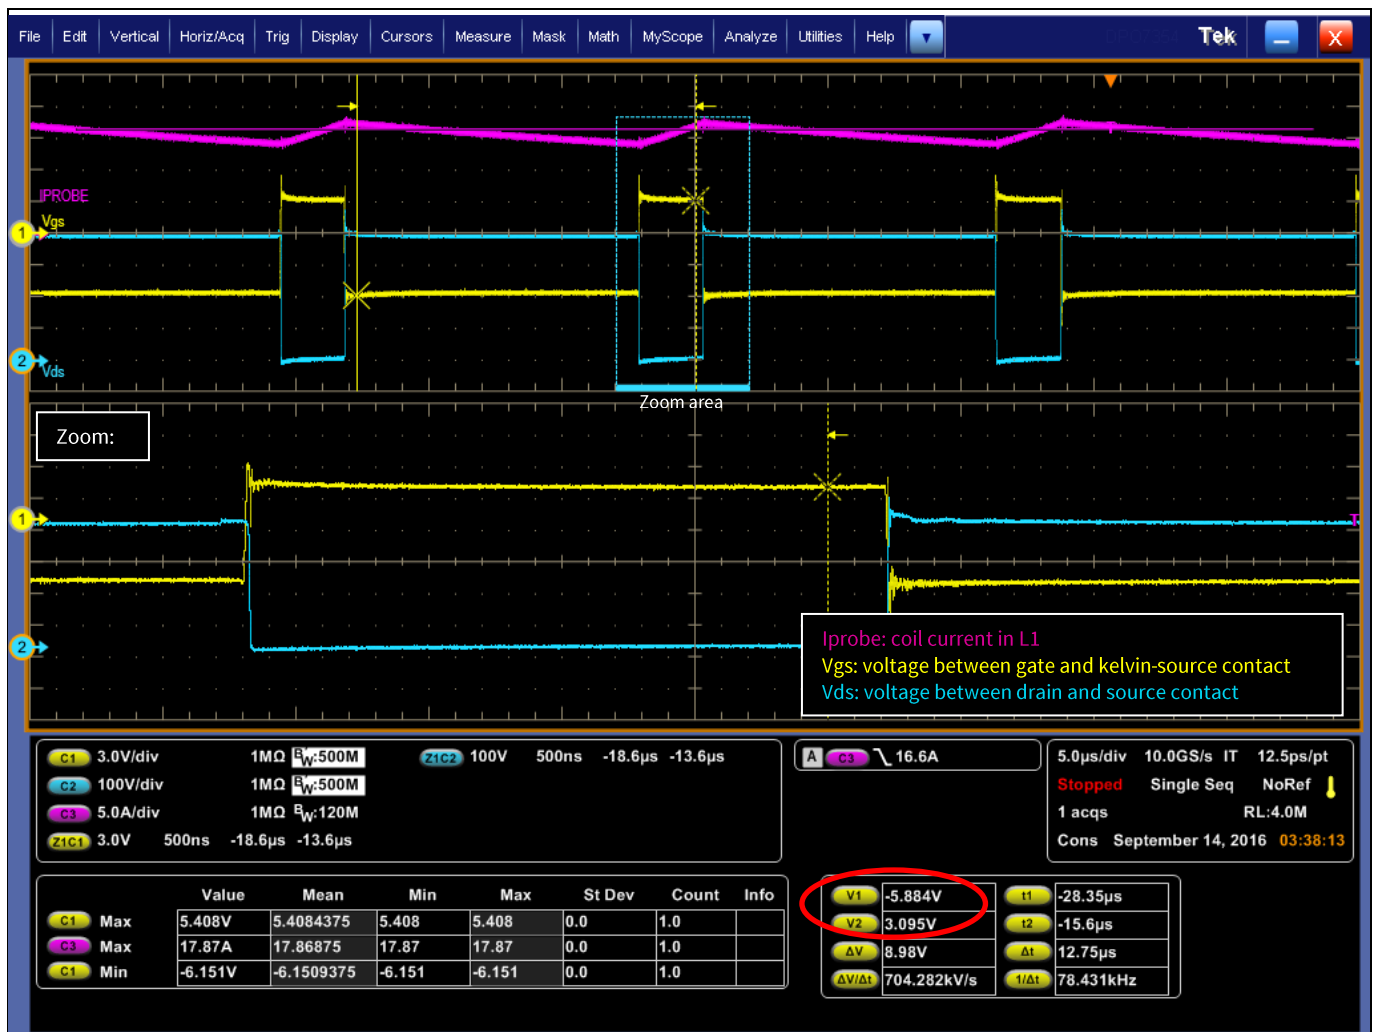 File Edit Vertical Horiz/Acq Trig Display Cursors Measure Mask Math MyScope Analyze Utilities Help Tek X
IPROBE
Vgs
1
2
Vds
Zoom area
Zoom:
1
T
2
Iprobe: coil current in L1
Vgs: voltage between gate and kelvin-source contact
Vds: voltage between drain and source contact
C1 3.0V/div 1MΩ BW:500M
C2 100V/div 1MΩ BW:500M
C3 5.0A/div 1MΩ BW:120M
Z1C1 3.0V 500ns -18.6µs -13.6µs
Z1C2 100V 500ns -18.6µs -13.6µs
A C3 16.6A
5.0µs/div 10.0GS/s IT 12.5ps/pt
Stopped Single Seq NoRef
1 acqs RL:4.0M
Cons September 14, 2016 03:38:13
Value Mean Min Max St Dev Count Info
C1 Max 5.408V 5.4084375 5.408 5.408 0.0 1.0
C3 Max 17.87A 17.86875 17.87 17.87 0.0 1.0
C1 Min -6.151V -6.1509375 -6.151 -6.151 0.0 1.0
V1 -5.884V t1 -28.35µs
V2 3.095V t2 -15.6µs
ΔV 8.98V Δt 12.75µs
ΔV/Δt 704.282kV/s 1/Δt 78.431kHz